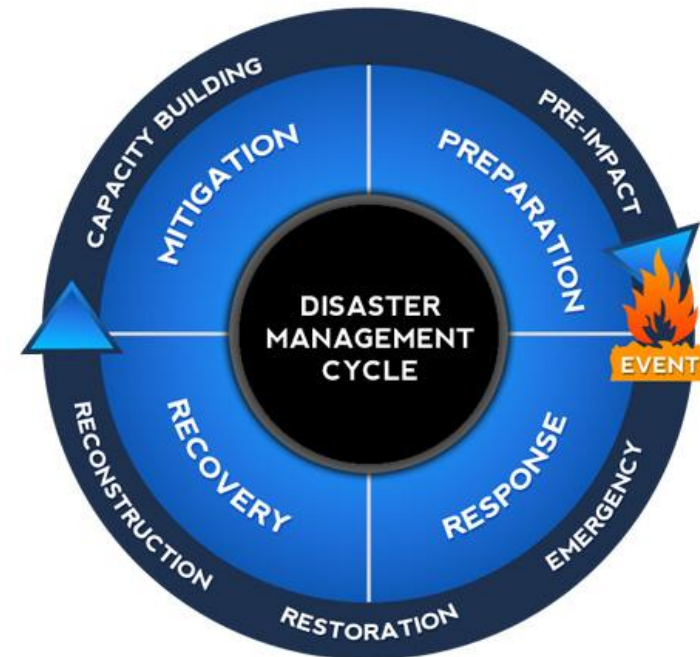 CAPACITY BUILDING
PRE-IMPACT
MITIGATION
PREPARATION
DISASTER
MANAGEMENT
CYCLE
EVENT
RECOVERY
RESPONSE
RECONSTRUCTION
EMERGENCY
RESTORATION